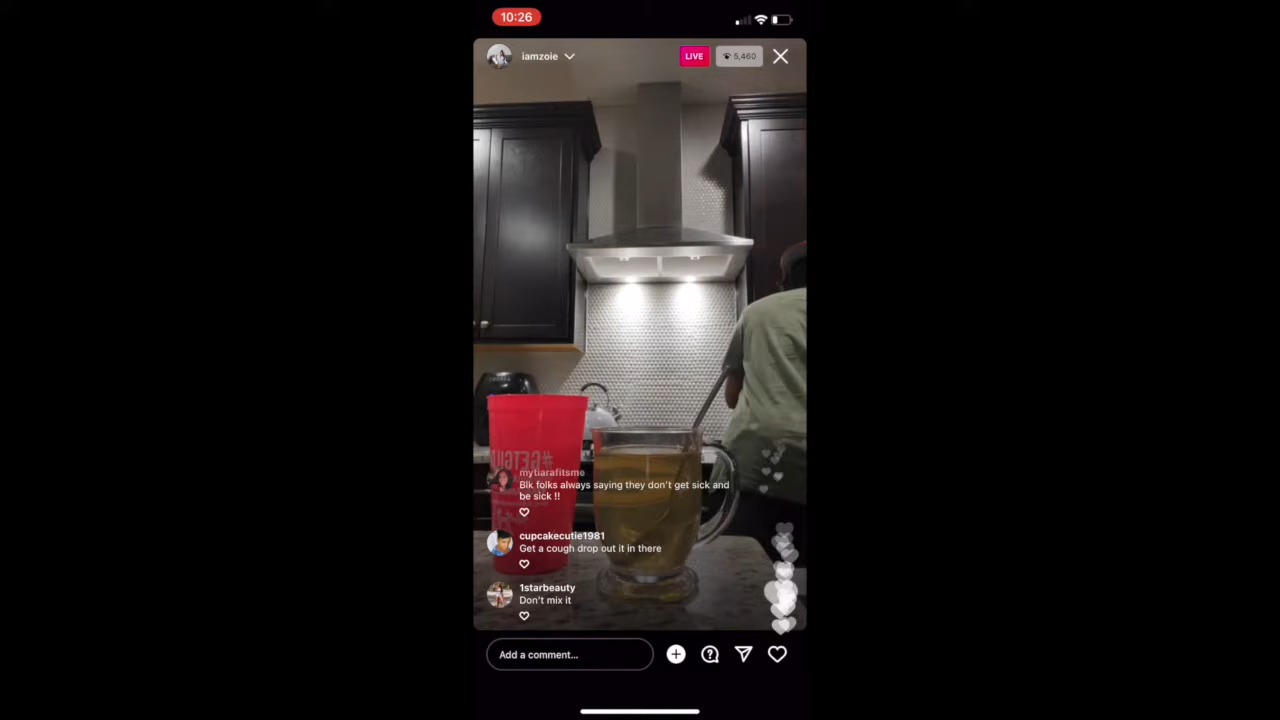 10:26
iamzoie
LIVE
5,460
#GETGU
mytiarafitsme
Blk folks always saying they don't get sick and
be sick !!
cupcakecutie1981
Get a cough drop out it in there
1starbeauty
Don't mix it
Add a comment...